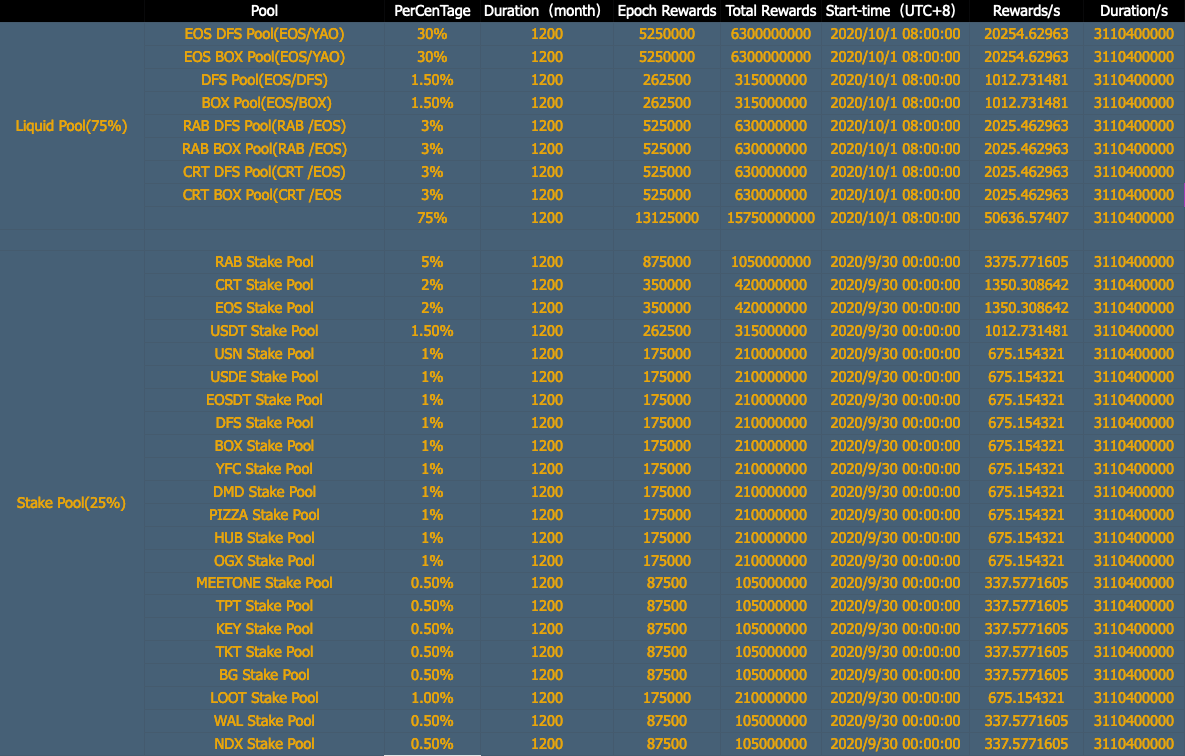 Pool PerCenTage Duration（month) Epoch Rewards Total Rewards Start-time（UTC+8) Rewards/s Duration/s
EOS DFS Pool(EOS/YAO) 30% 1200 5250000 6300000000 2020/10/1 08:00:00 20254.62963 3110400000
EOS BOX Pool(EOS/YAO) 30% 1200 5250000 6300000000 2020/10/1 08:00:00 20254.62963 3110400000
DFS Pool(EOS/DFS) 1.50% 1200 262500 315000000 2020/10/1 08:00:00 1012.731481 3110400000
BOX Pool(EOS/BOX) 1.50% 1200 262500 315000000 2020/10/1 08:00:00 1012.731481 3110400000
Liquid Pool(75%) RAB DFS Pool(RAB /EOS) 3% 1200 525000 630000000 2020/10/1 08:00:00 2025.462963 3110400000
RAB BOX Pool(RAB /EOS) 3% 1200 525000 630000000 2020/10/1 08:00:00 2025.462963 3110400000
CRT DFS Pool(CRT /EOS) 3% 1200 525000 630000000 2020/10/1 08:00:00 2025.462963 3110400000
CRT BOX Pool(CRT /EOS 3% 1200 525000 630000000 2020/10/1 08:00:00 2025.462963 3110400000
75% 1200 13125000 15750000000 2020/10/1 08:00:00 50636.57407 3110400000
RAB Stake Pool 5% 1200 875000 1050000000 2020/9/30 00:00:00 3375.771605 3110400000
CRT Stake Pool 2% 1200 350000 420000000 2020/9/30 00:00:00 1350.308642 3110400000
EOS Stake Pool 2% 1200 350000 420000000 2020/9/30 00:00:00 1350.308642 3110400000
USDT Stake Pool 1.50% 1200 262500 315000000 2020/9/30 00:00:00 1012.731481 3110400000
USN Stake Pool 1% 1200 175000 210000000 2020/9/30 00:00:00 675.154321 3110400000
USDE Stake Pool 1% 1200 175000 210000000 2020/9/30 00:00:00 675.154321 3110400000
EOSDT Stake Pool 1% 1200 175000 210000000 2020/9/30 00:00:00 675.154321 3110400000
DFS Stake Pool 1% 1200 175000 210000000 2020/9/30 00:00:00 675.154321 3110400000
BOX Stake Pool 1% 1200 175000 210000000 2020/9/30 00:00:00 675.154321 3110400000
YFC Stake Pool 1% 1200 175000 210000000 2020/9/30 00:00:00 675.154321 3110400000
DMD Stake Pool 1% 1200 175000 210000000 2020/9/30 00:00:00 675.154321 3110400000
Stake Pool(25%) PIZZA Stake Pool 1% 1200 175000 210000000 2020/9/30 00:00:00 675.154321 3110400000
HUB Stake Pool 1% 1200 175000 210000000 2020/9/30 00:00:00 675.154321 3110400000
OGX Stake Pool 1% 1200 175000 210000000 2020/9/30 00:00:00 675.154321 3110400000
MEETONE Stake Pool 0.50% 1200 87500 105000000 2020/9/30 00:00:00 337.5771605 3110400000
TPT Stake Pool 0.50% 1200 87500 105000000 2020/9/30 00:00:00 337.5771605 3110400000
KEY Stake Pool 0.50% 1200 87500 105000000 2020/9/30 00:00:00 337.5771605 3110400000
TKT Stake Pool 0.50% 1200 87500 105000000 2020/9/30 00:00:00 337.5771605 3110400000
BG Stake Pool 0.50% 1200 87500 105000000 2020/9/30 00:00:00 337.5771605 3110400000
LOOT Stake Pool 1.00% 1200 175000 210000000 2020/9/30 00:00:00 675.154321 3110400000
WAL Stake Pool 0.50% 1200 87500 105000000 2020/9/30 00:00:00 337.5771605 3110400000
NDX Stake Pool 0.50% 1200 87500 105000000 2020/9/30 00:00:00 337.5771605 3110400000